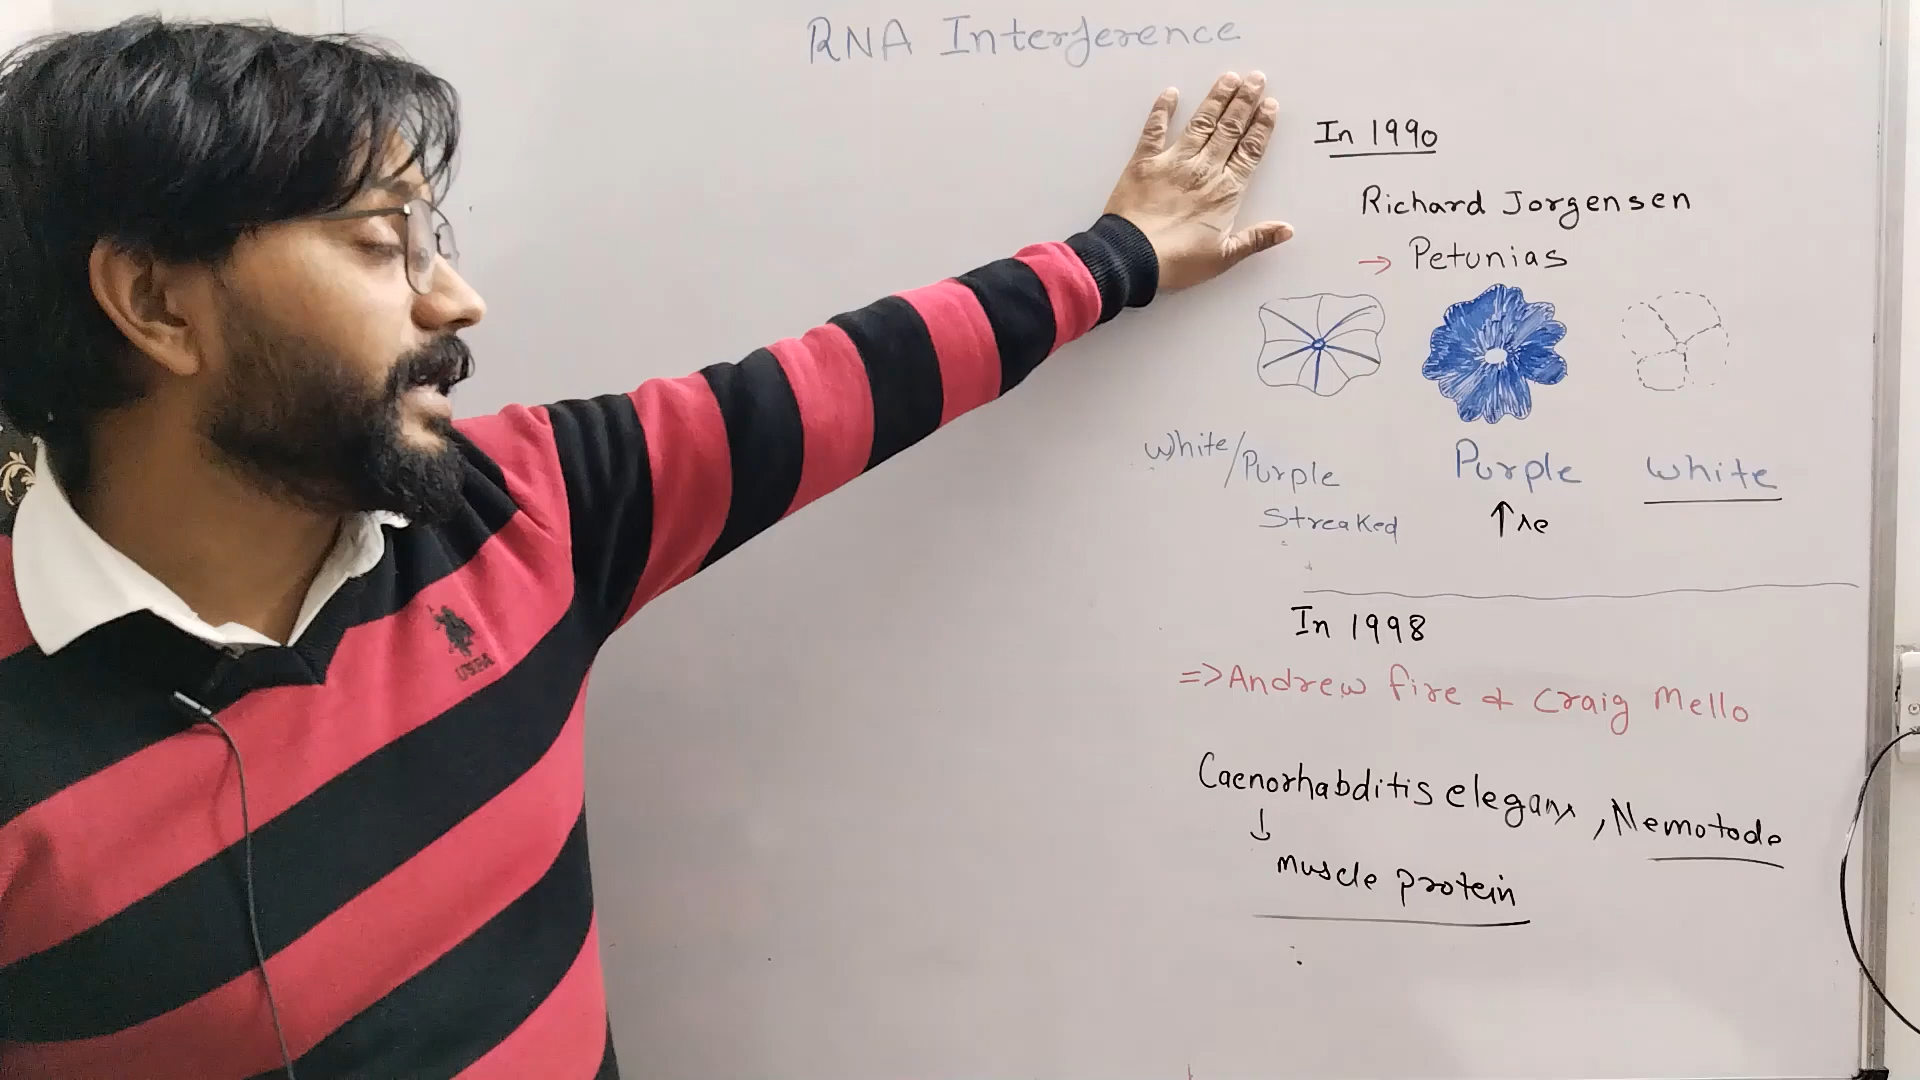 RNA Interference
In 1990
Richard Jorgensen
→ Petunias
White/Purple Streaked
Purple
↑se
white
In 1998
=> Andrew fire & Craig Mello
Caenorhabditis elegans, Nemotode
↓
muscle protein
USPA